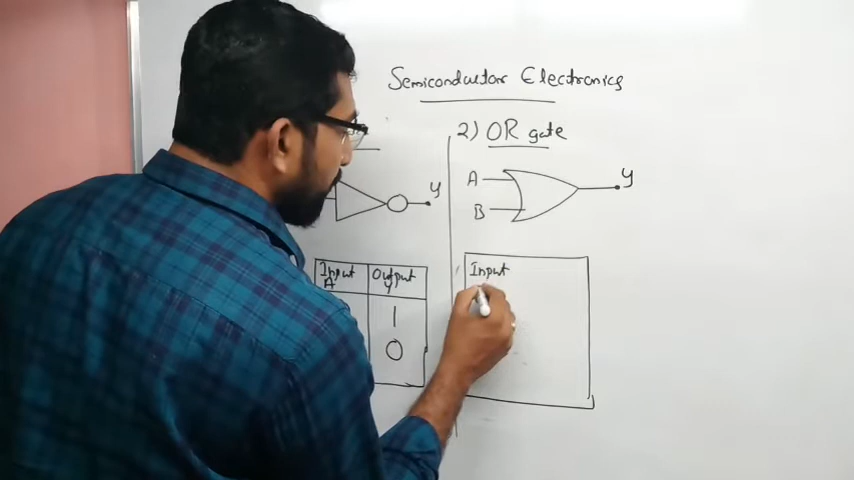 Semiconductor Electronics
2) OR gate
A
B
y
y
Input
A
Output
y
1
0
Input